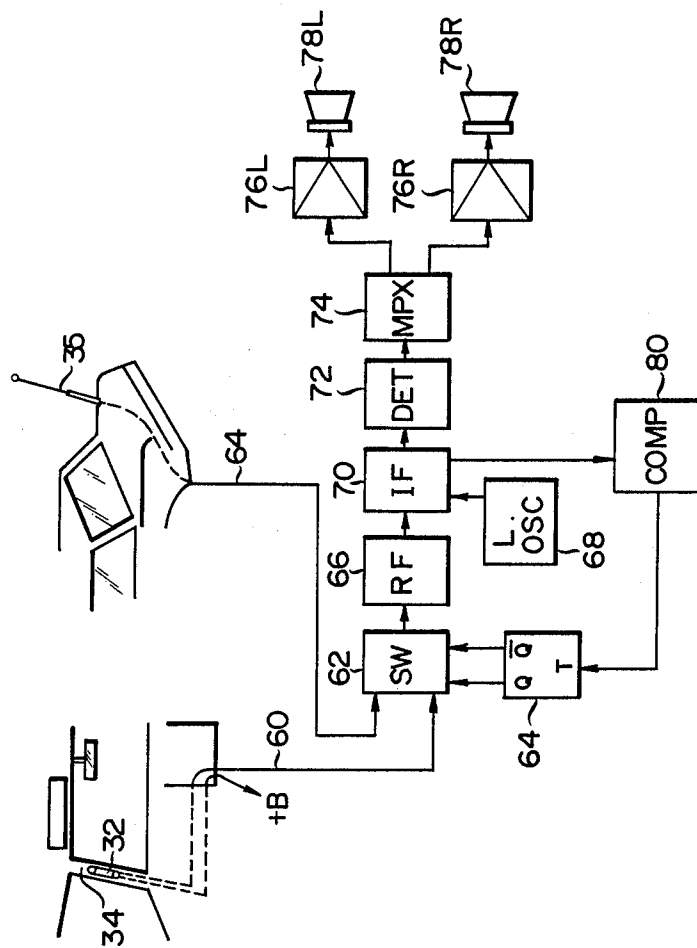 34
32
+B
60
35
64
62
SW
66
RF
70
IF
72
DET
74
MPX
76L
78L
76R
78R
Q
Q̅
T
64
L.
OSC
68
COMP
80